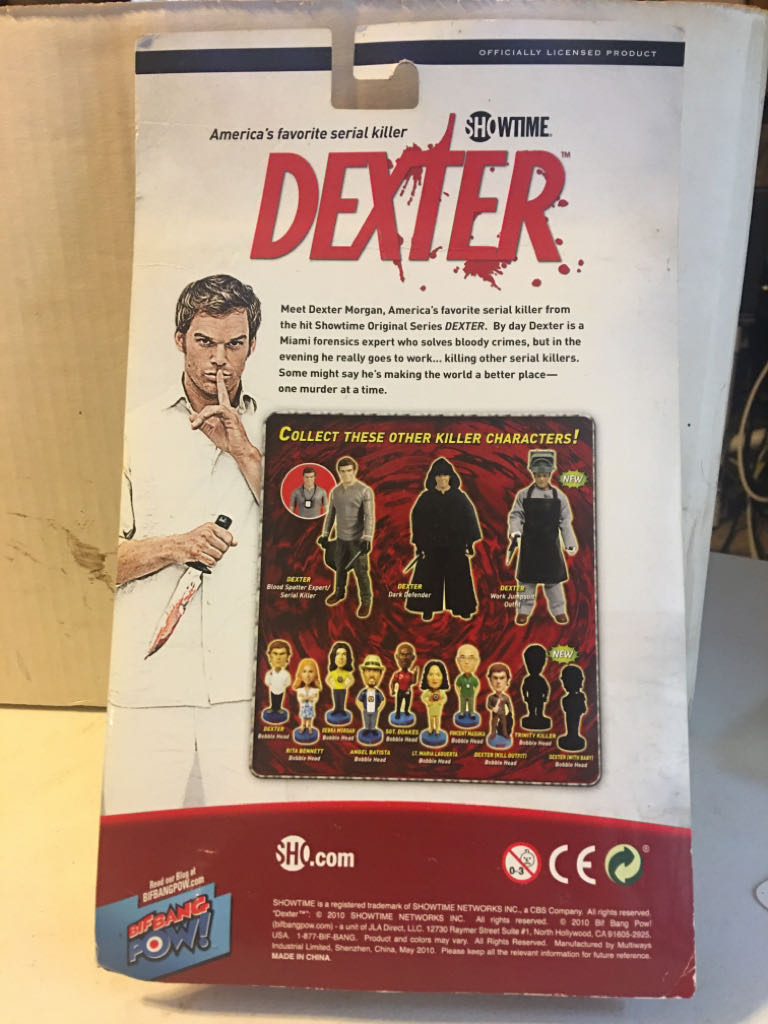 OFFICIALLY LICENSED PRODUCT
America's favorite serial killer
SHOWTIME.
DEXTER™
Meet Dexter Morgan, America's favorite serial killer from
the hit Showtime Original Series DEXTER. By day Dexter is a
Miami forensics expert who solves bloody crimes, but in the
evening he really goes to work... killing other serial killers.
Some might say he's making the world a better place—
one murder at a time.
COLLECT THESE OTHER KILLER CHARACTERS!
NEW
DEXTER
Blood Spatter Expert/
Serial Killer
DEXTER
Dark Defender
DEXTER
Work Jumpsuit
Outfit
NEW
DEXTER
Bobble Head
RITA BENNETT
Bobble Head
DEBRA MORGAN
Bobble Head
ANGEL BATISTA
Bobble Head
SGT. DOAKES
Bobble Head
LT. MARIA LAGUERTA
Bobble Head
VINCENT MASUKA
Bobble Head
DEXTER (KILL OUTFIT)
Bobble Head
TRINITY KILLER
Bobble Head
DEXTER (WITH BABY)
Bobble Head
SHO.com
0-3
CE
®
Read our Blog at
BIFBANGPOW.com
BIF BANG
POW!
SHOWTIME is a registered trademark of SHOWTIME NETWORKS INC., a CBS Company. All rights reserved.
"Dexter™": © 2010 SHOWTIME NETWORKS INC. All rights reserved. © 2010 Bif Bang Pow!
(bifbangpow.com) - a unit of JLA Direct, LLC. 12730 Raymer Street Suite #1, North Hollywood, CA 91605-2925.
USA. 1-877-BIF-BANG. Product and colors may vary. All Rights Reserved. Manufactured by Multiways
Industrial Limited, Shenzhen, China, May 2010. Please keep all the relevant information for future reference.
MADE IN CHINA